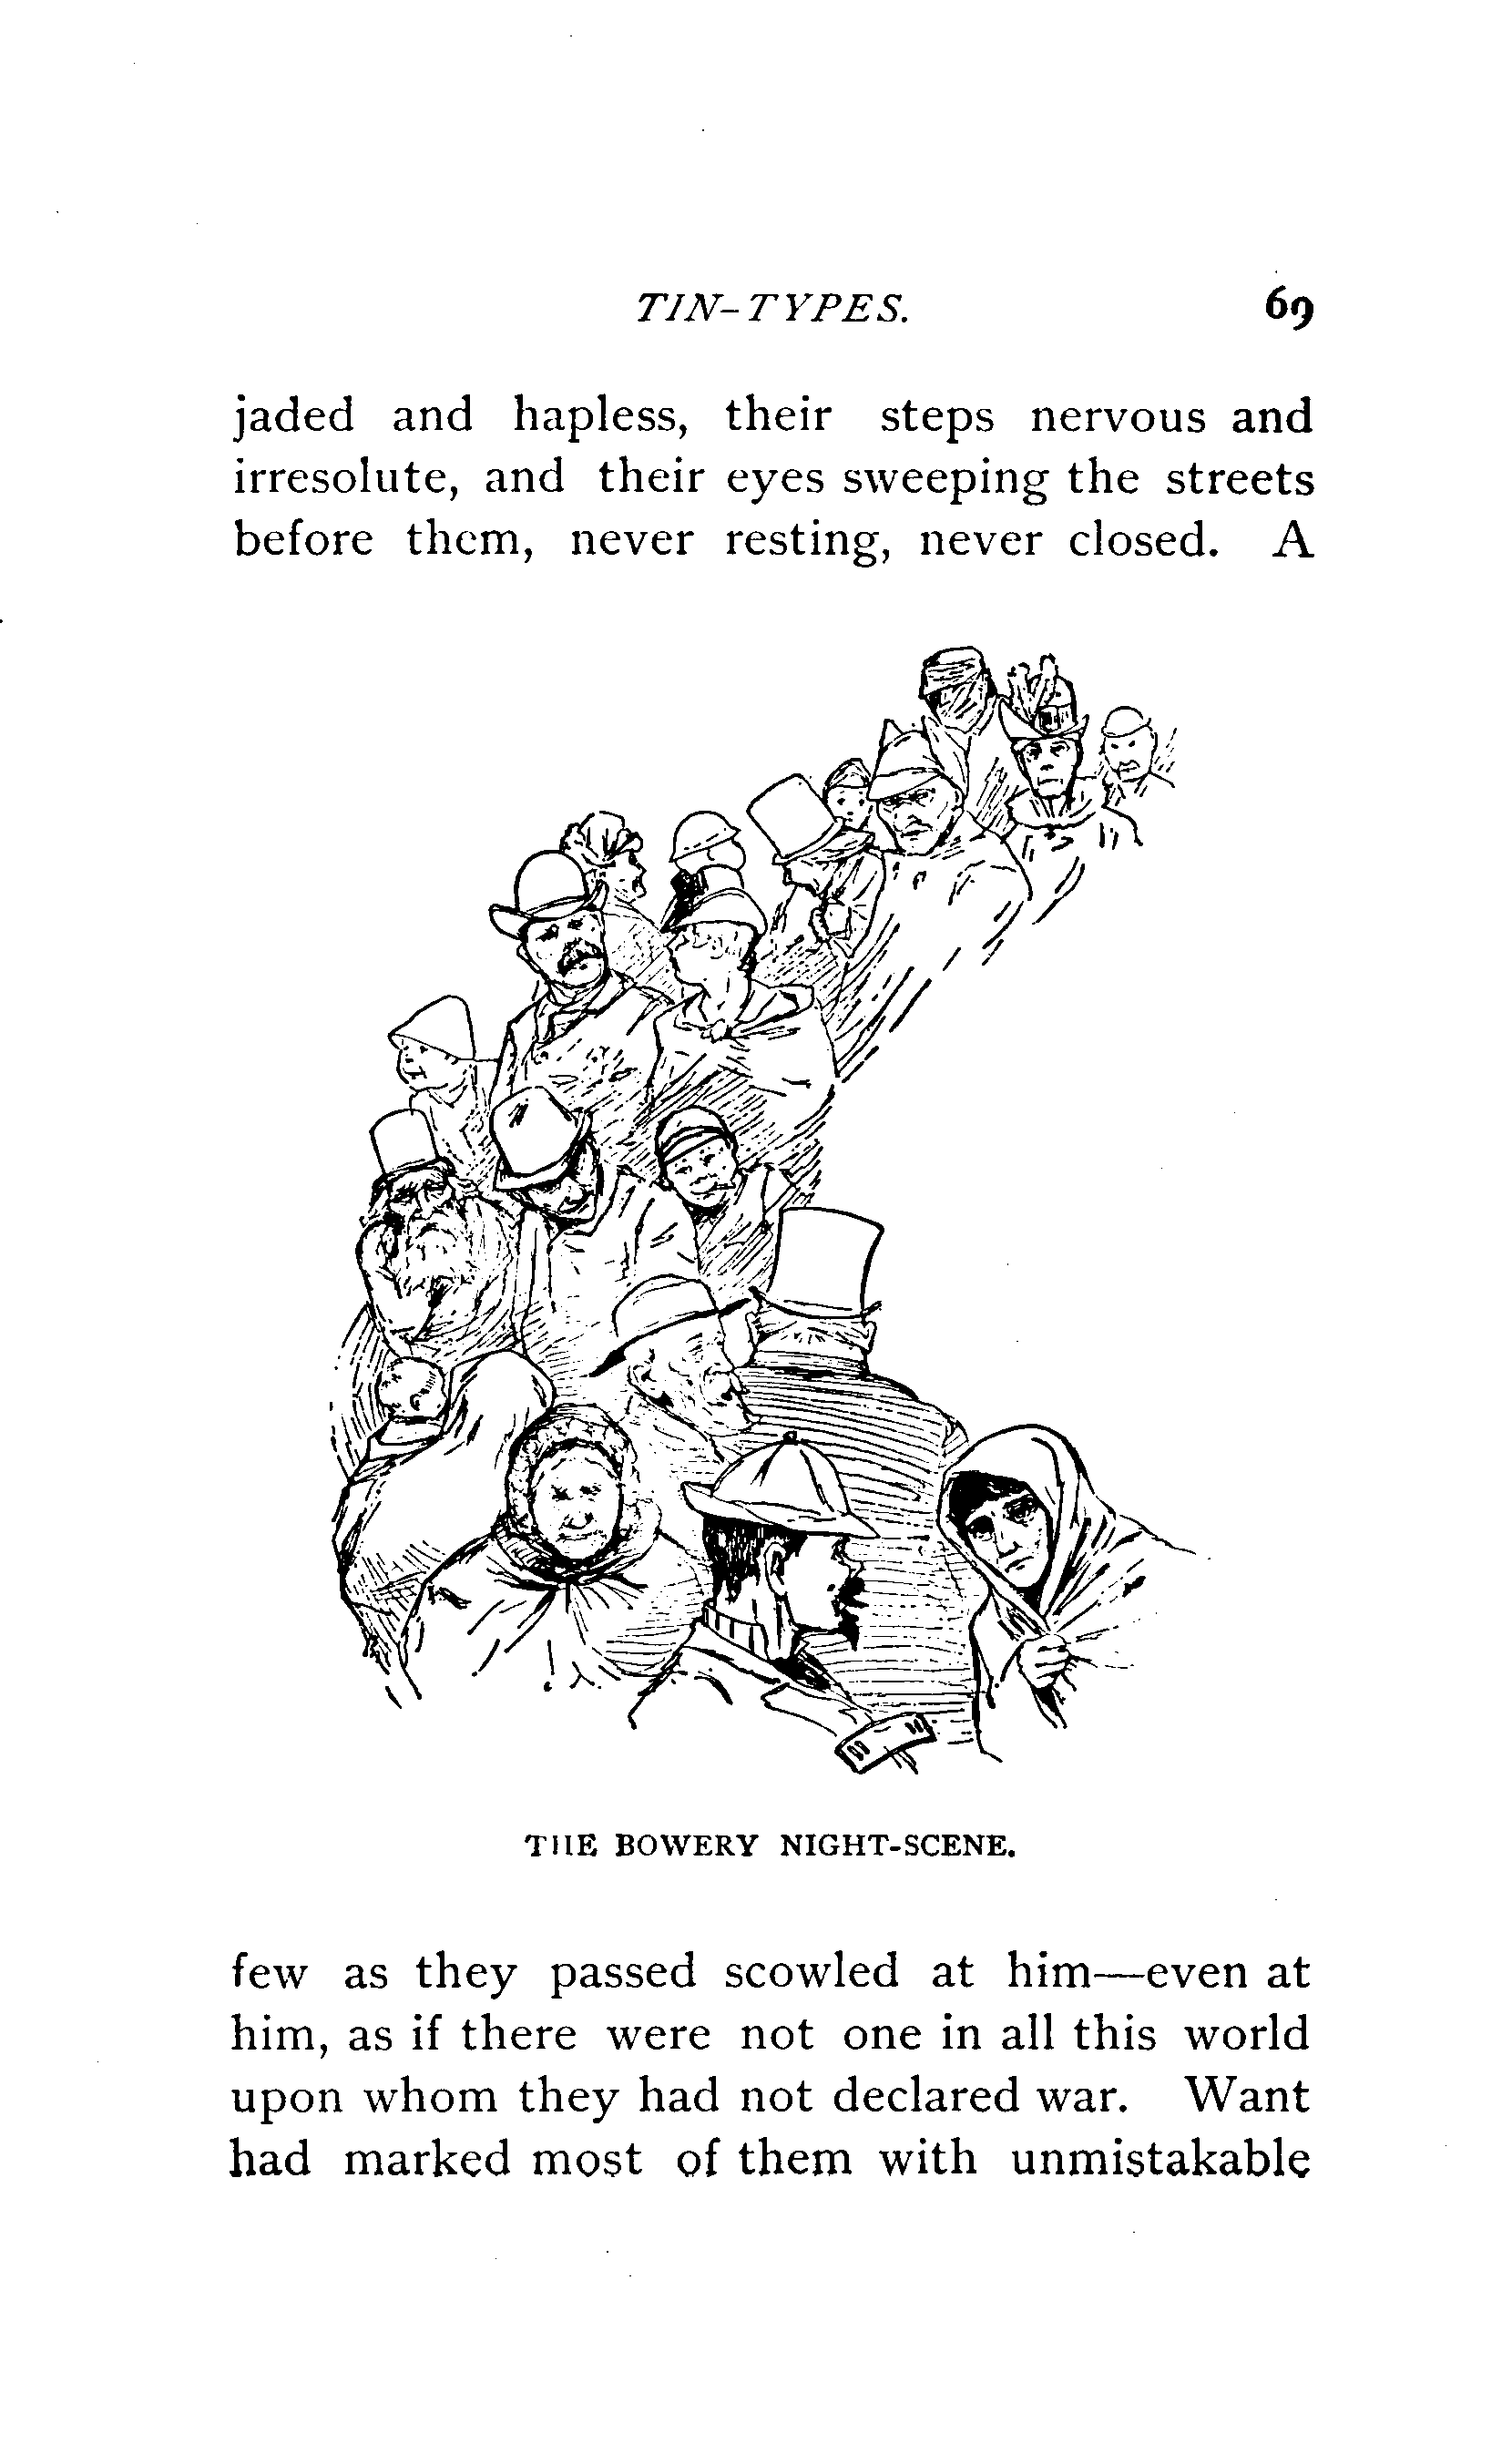 TIN-TYPES. 69
jaded and hapless, their steps nervous and
irresolute, and their eyes sweeping the streets
before them, never resting, never closed. A
THE BOWERY NIGHT-SCENE.
few as they passed scowled at him—even at
him, as if there were not one in all this world
upon whom they had not declared war. Want
had marked most of them with unmistakable